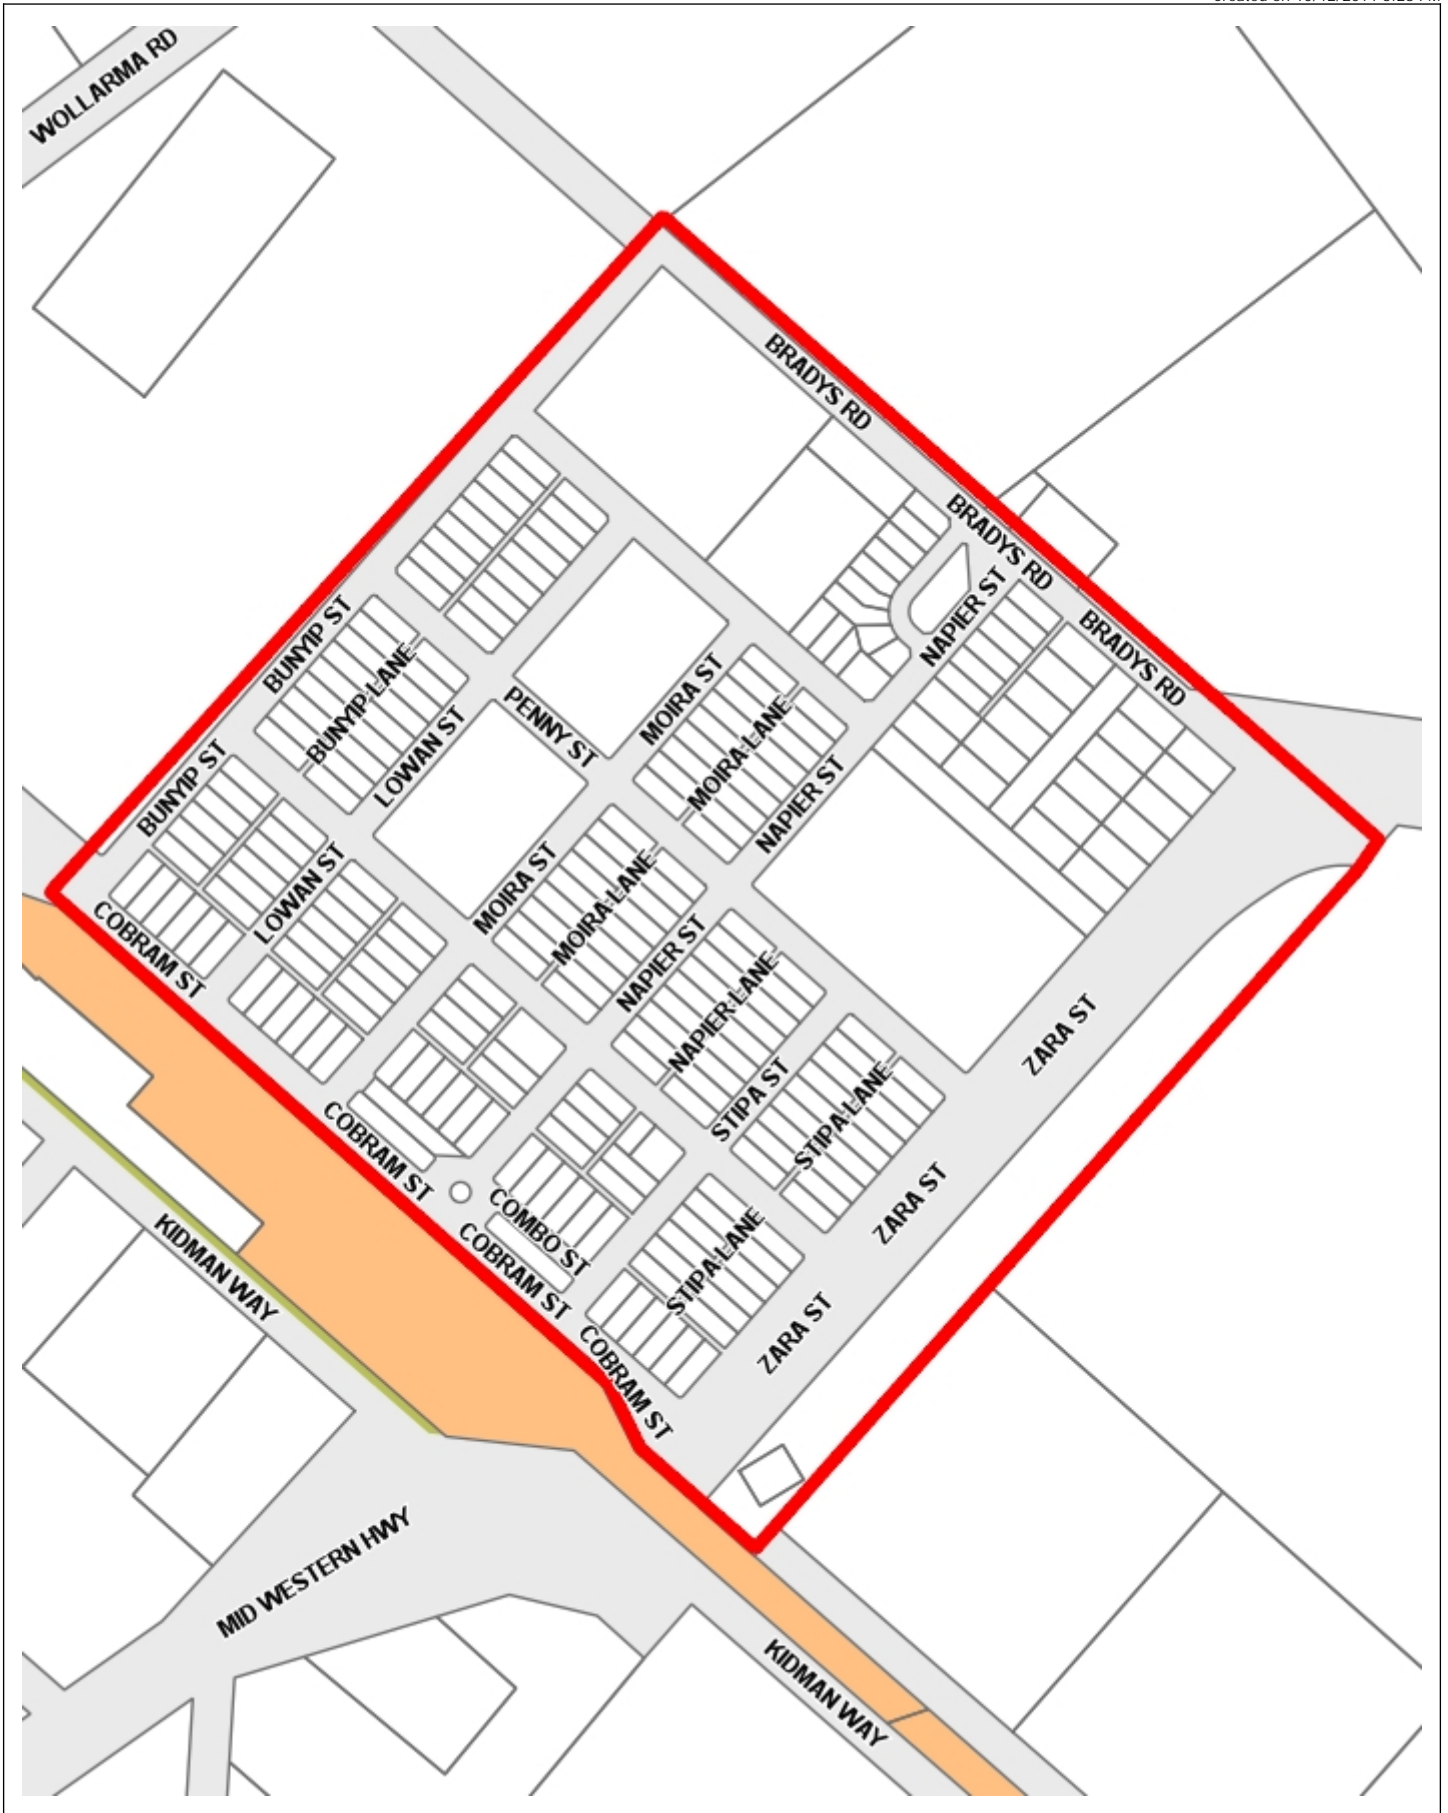 WOLLARMA RD
BRADYS RD
BRADYS RD
NAPIER ST
BRADYS RD
BUNYIP ST
BUNYIP LANE
MOIRA ST
PENNY ST
MOIRA LANE
LOWAN ST
BUNYIP ST
NAPIER ST
MOIRA ST
LOWAN ST
MOIRA LANE
COBRAM ST
NAPIER ST
NAPIER LANE
ZARA ST
STIPA ST
STIPA LANE
COBRAM ST
ZARA ST
COMBO ST
STIPA LANE
KIDMAN WAY
COBRAM ST
ZARA ST
COBRAM ST
MID WESTERN HWY
KIDMAN WAY